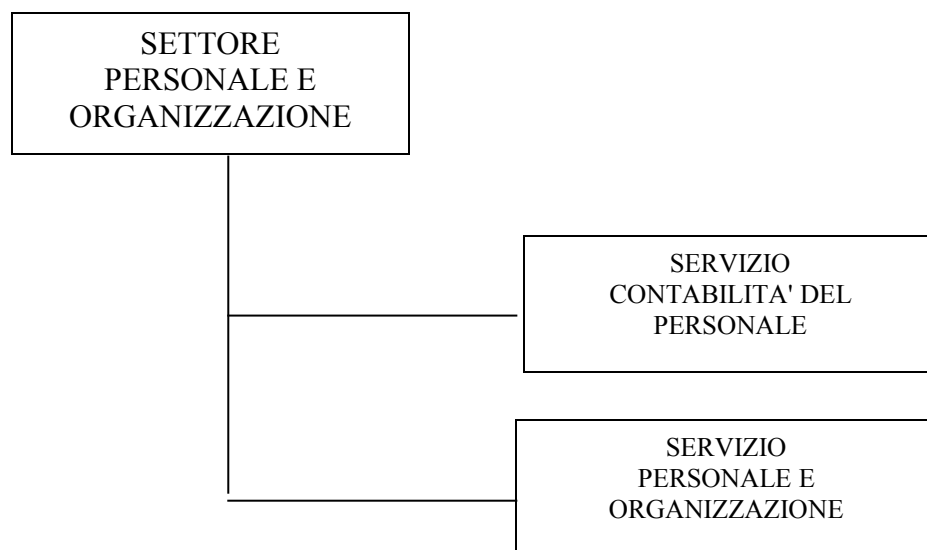 SETTORE
PERSONALE E
ORGANIZZAZIONE
SERVIZIO
CONTABILITA' DEL
PERSONALE
SERVIZIO
PERSONALE E
ORGANIZZAZIONE